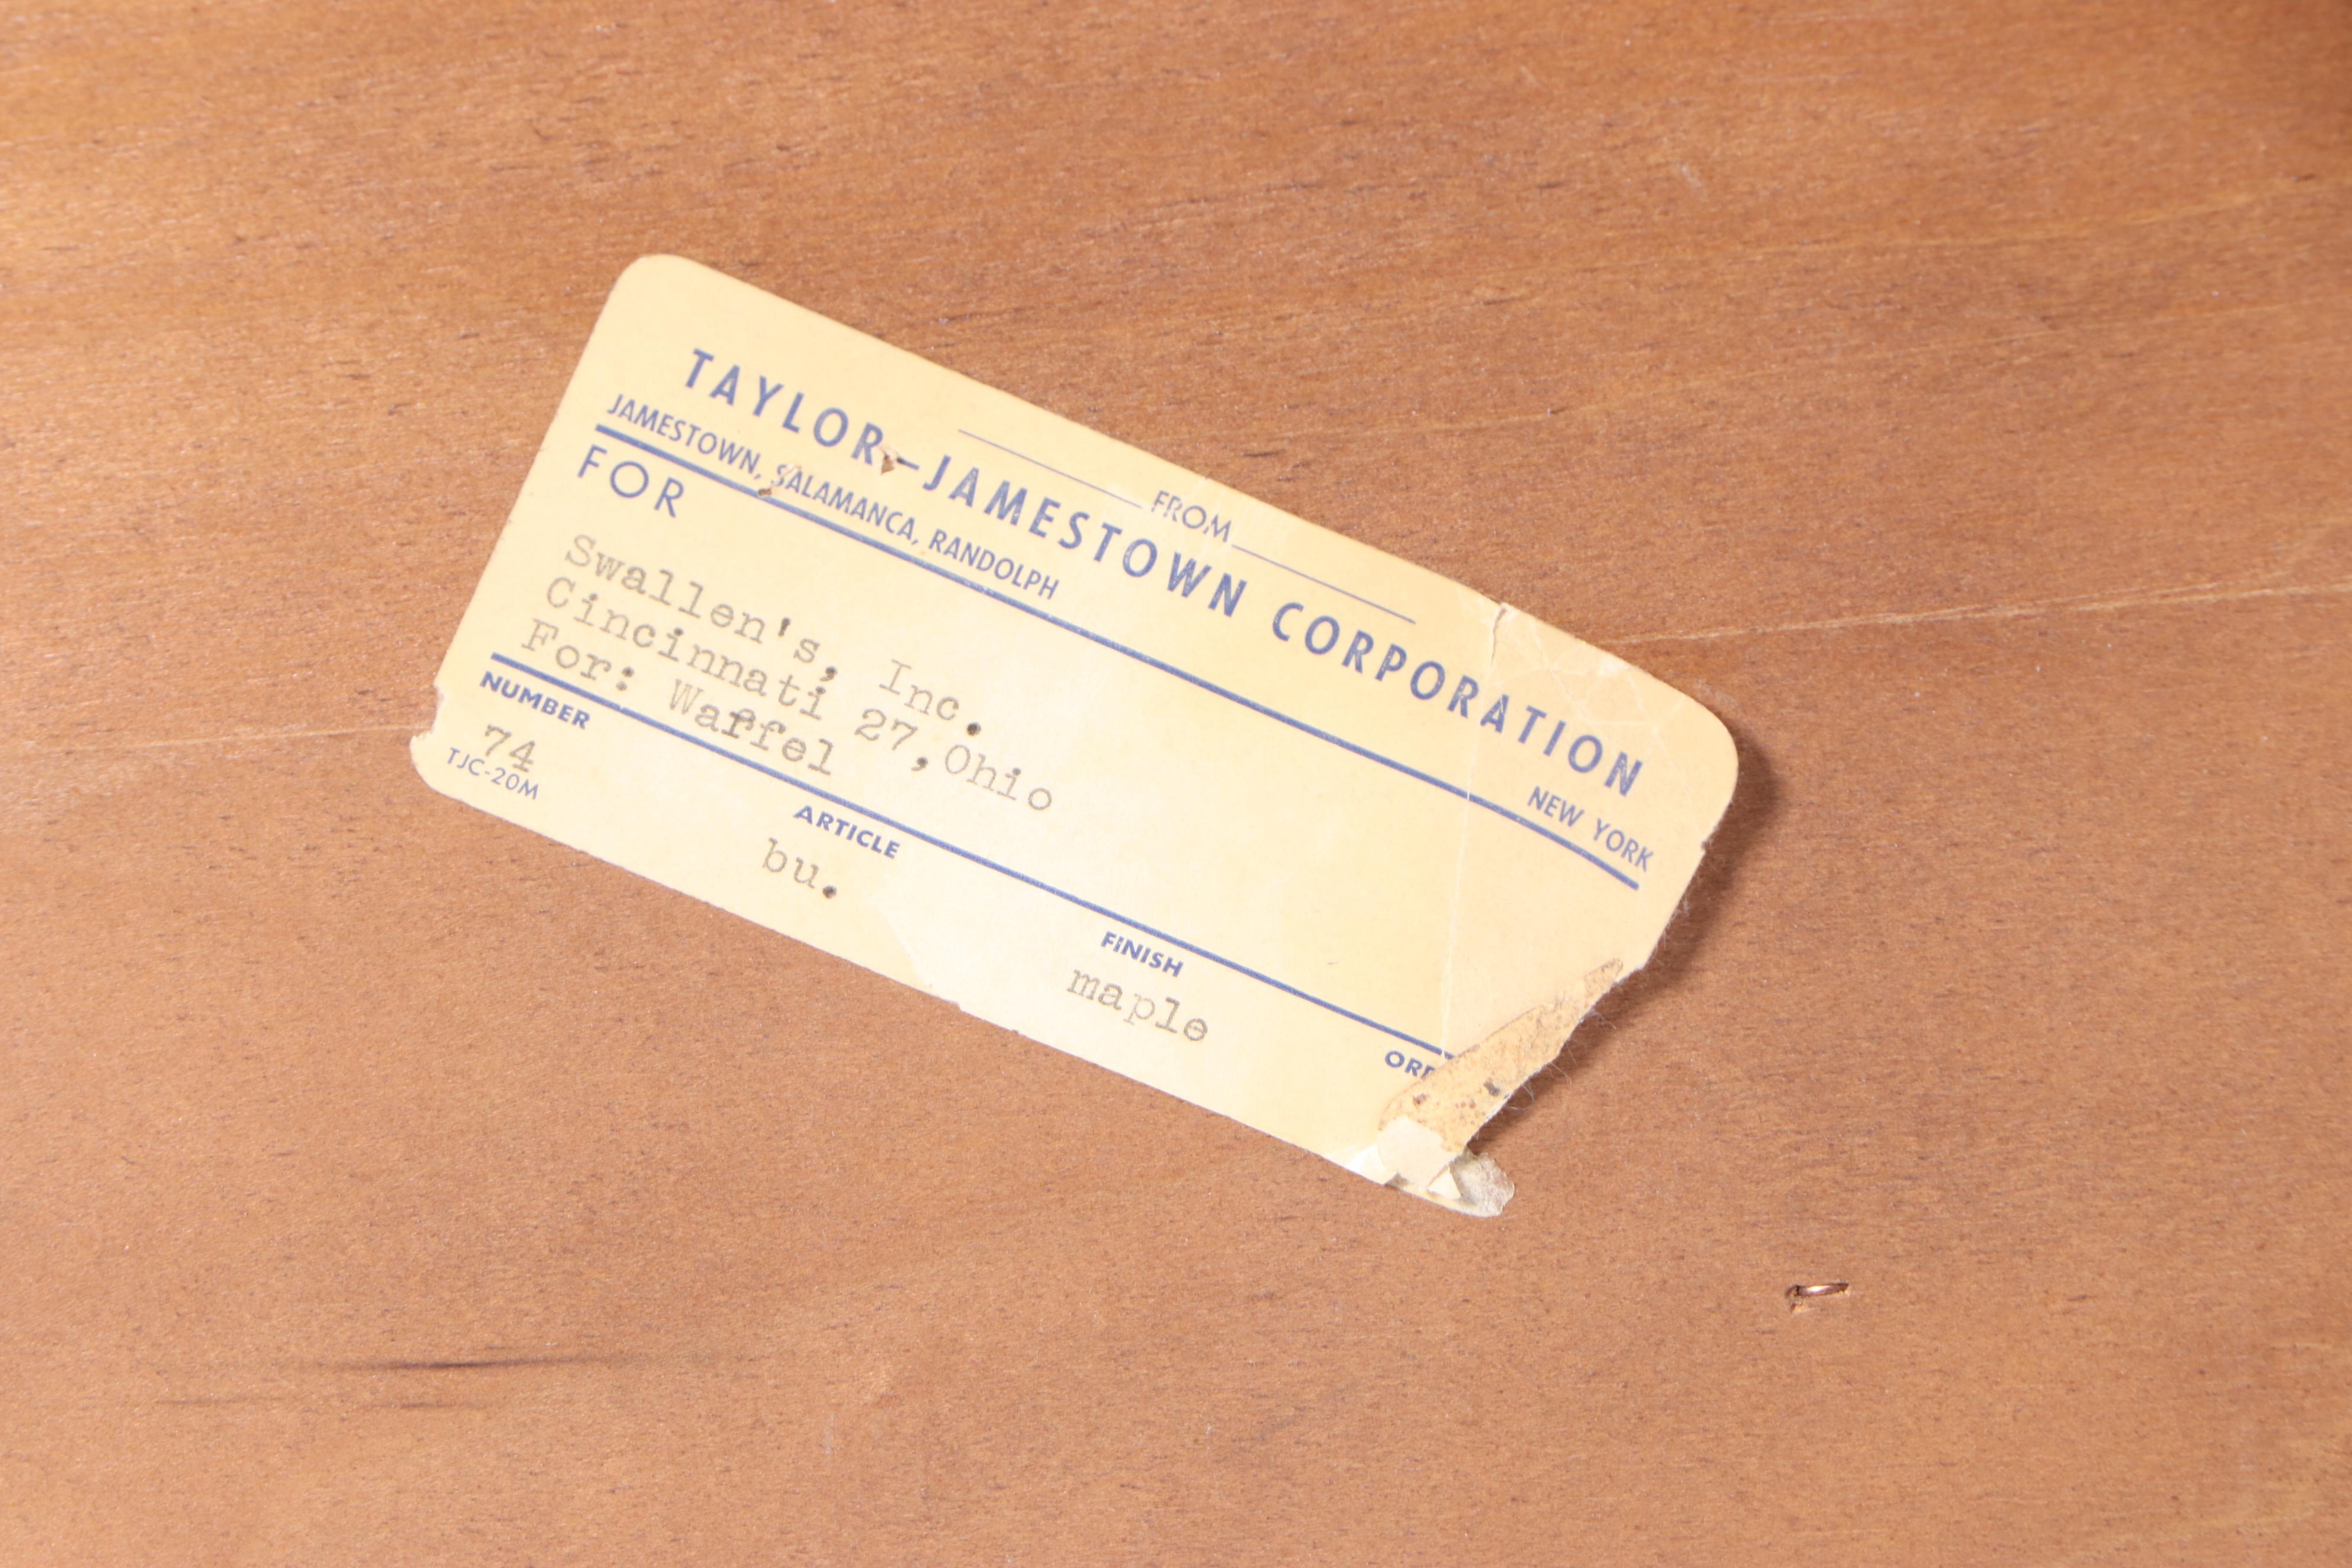 FROM
TAYLOR-JAMESTOWN CORPORATION
JAMESTOWN, SALAMANCA, RANDOLPH NEW YORK
FOR
Swallen's, Inc.
Cincinnati 27, Ohio
For: Waffel
NUMBER ARTICLE FINISH
74 bu. maple
TJC-20M